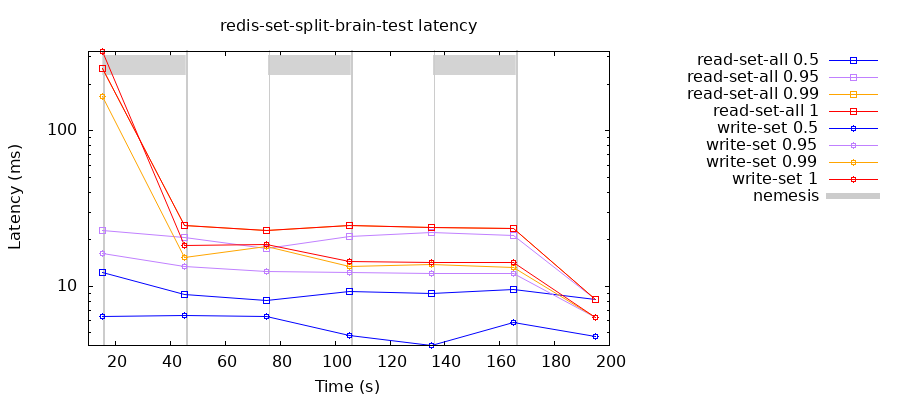 redis-set-split-brain-test latency
Latency (ms)
100
10
20 40 60 80 100 120 140 160 180 200
Time (s)
read-set-all 0.5
read-set-all 0.95
read-set-all 0.99
read-set-all 1
write-set 0.5
write-set 0.95
write-set 0.99
write-set 1
nemesis